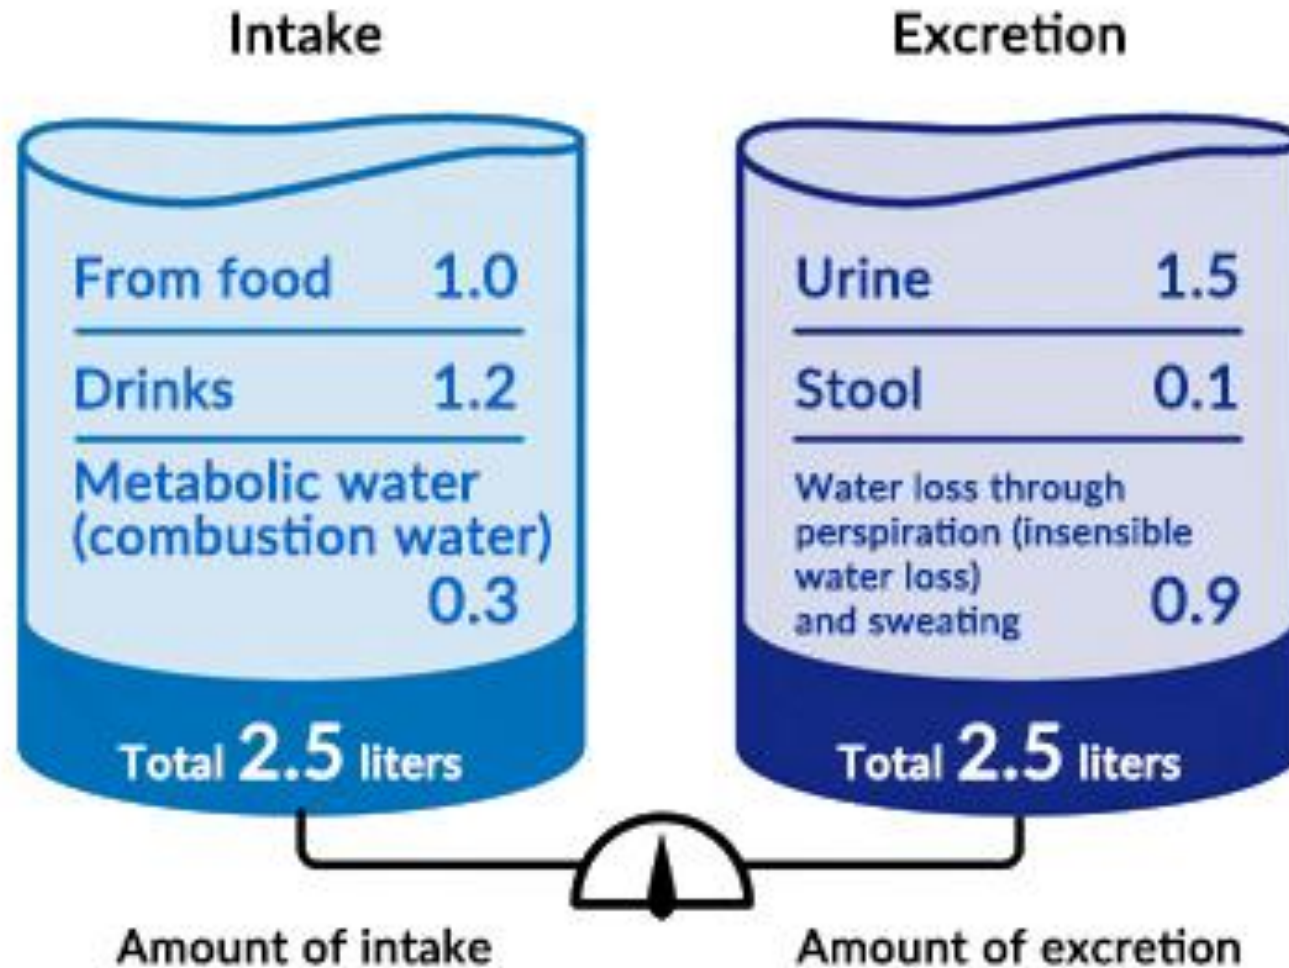 Intake
From food 1.0
Drinks 1.2
Metabolic water
(combustion water)
0.3
Total 2.5 liters
Amount of intake
Excretion
Urine 1.5
Stool 0.1
Water loss through
perspiration (insensible
water loss)
and sweating 0.9
Total 2.5 liters
Amount of excretion